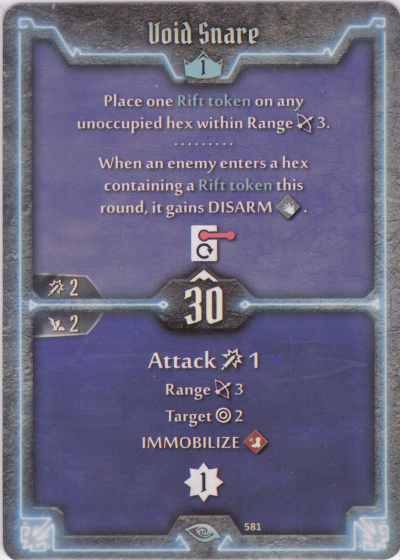 Void Snare
1
Place one Rift token on any
unoccupied hex within Range 3.
.........
When an enemy enters a hex
containing a Rift token this
round, it gains DISARM .
2
30
2
Attack 1
Range 3
Target 2
IMMOBILIZE
1
581